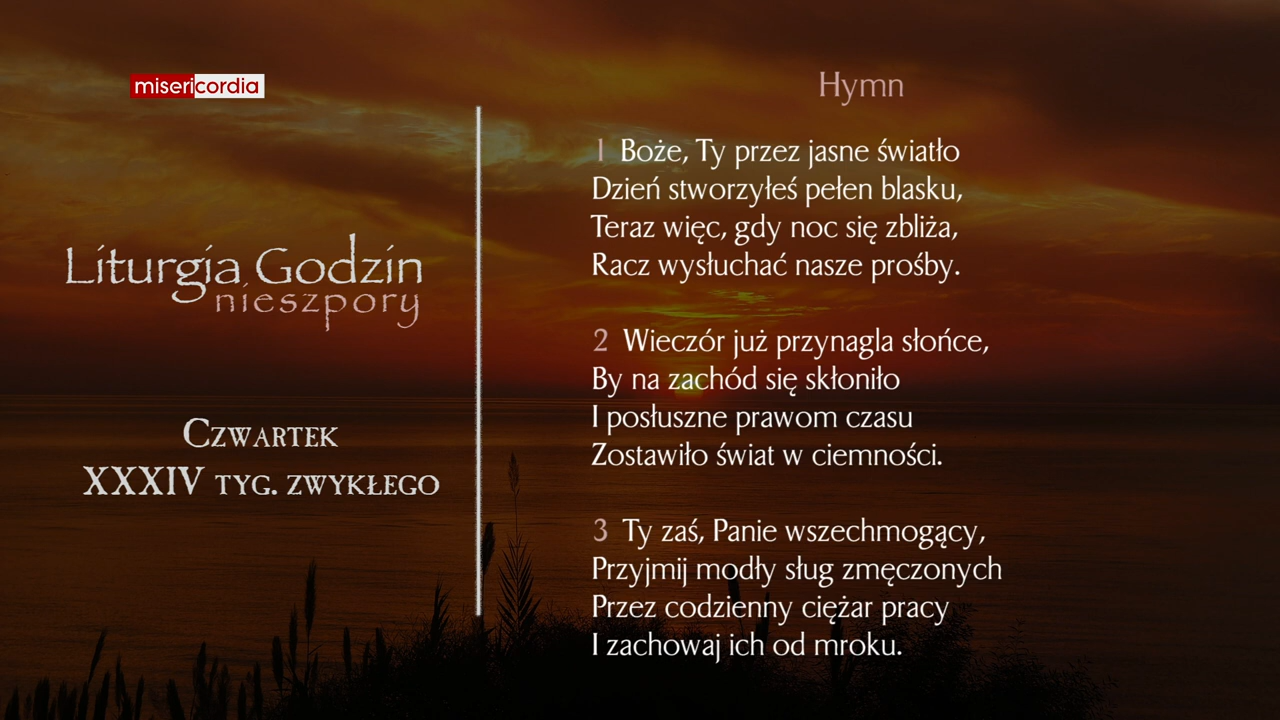 misericordia
Liturgia Godzin
nieszpory
Czwartek
XXXIV tyg. zwykłego
Hymn
1 Boże, Ty przez jasne światło
Dzień stworzyłeś pełen blasku,
Teraz więc, gdy noc się zbliża,
Racz wysłuchać nasze prośby.
2 Wieczór już przynagla słońce,
By na zachód się skłoniło
I posłuszne prawom czasu
Zostawiło świat w ciemności.
3 Ty zaś, Panie wszechmogący,
Przyjmij modły sług zmęczonych
Przez codzienny ciężar pracy
I zachowaj ich od mroku.